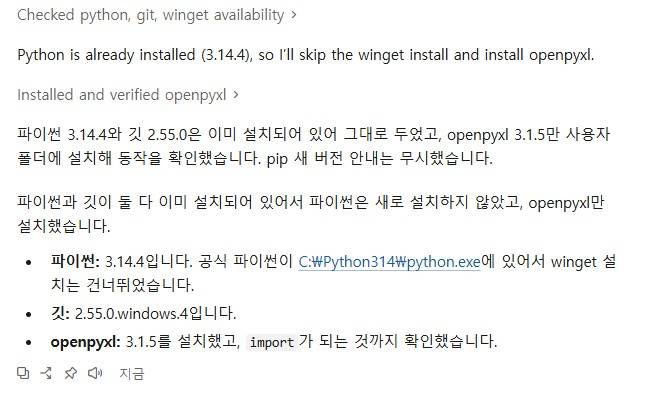 Checked python, git, winget availability >
Python is already installed (3.14.4), so I'll skip the winget install and install openpyxl.
Installed and verified openpyxl >
파이썬 3.14.4와 깃 2.55.0은 이미 설치되어 있어 그대로 두었고, openpyxl 3.1.5만 사용자
폴더에 설치해 동작을 확인했습니다. pip 새 버전 안내는 무시했습니다.
파이썬과 깃이 둘 다 이미 설치되어 있어서 파이썬은 새로 설치하지 않았고, openpyxl만
설치했습니다.
• 파이썬: 3.14.4입니다. 공식 파이썬이 C:₩Python314₩python.exe에 있어서 winget 설
치는 건너뛰었습니다.
• 깃: 2.55.0.windows.4입니다.
• openpyxl: 3.1.5를 설치했고, import 가 되는 것까지 확인했습니다.
지금